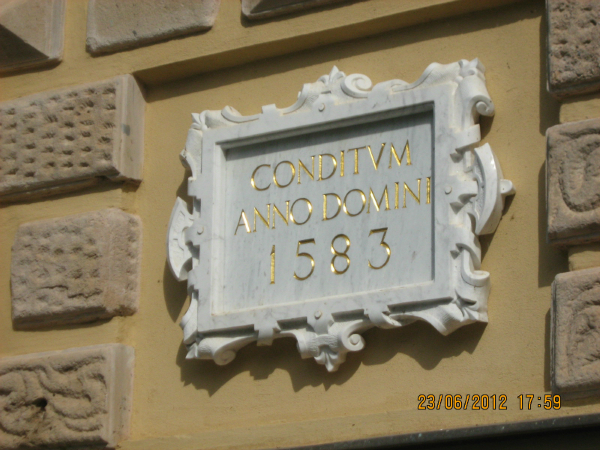 CONDITVM
ANNO DOMINI
1583
23/06/2012 17:59